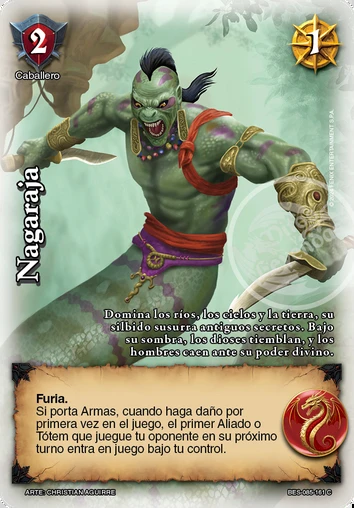 2
Caballero
1
Nagaraja
Domina los ríos, los cielos y la tierra, su
silbido susurra antiguos secretos. Bajo
su sombra, los dioses tiemblan, y los
hombres caen ante su poder divino.
Furia.
Si porta Armas, cuando haga daño por
primera vez en el juego, el primer Aliado o
Tótem que juegue tu oponente en su próximo
turno entra en juego bajo tu control.
ARTE: CHRISTIAN AGUIRRE
BES-085-161 C